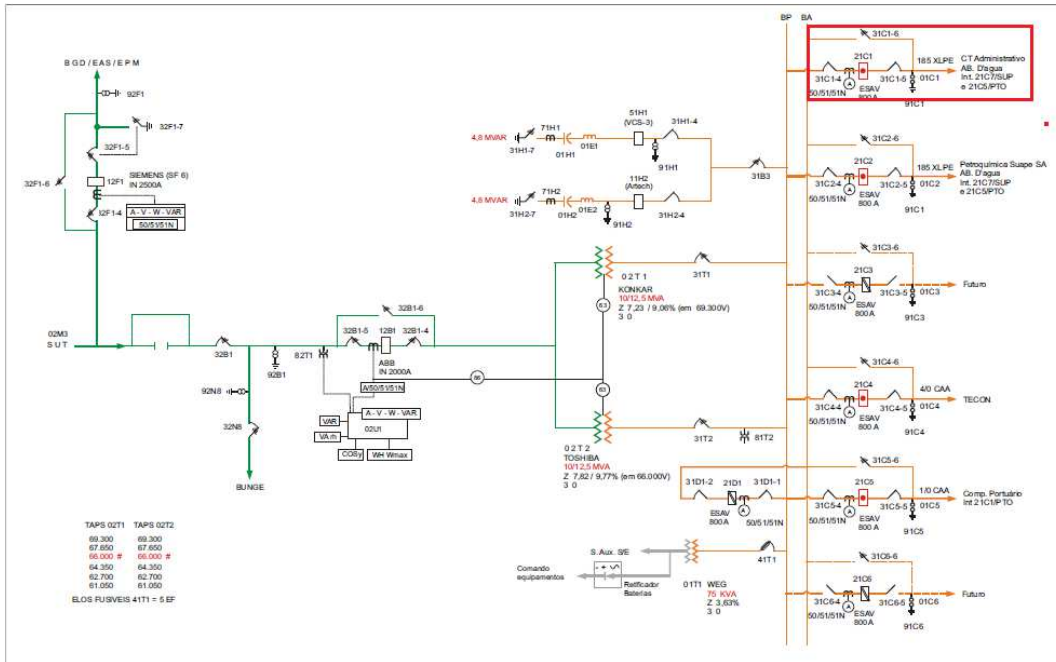 BP BA
BGD/EAS/EPM
92F1
32F1-7
32F1-5
32F1-6
12F1
SIEMENS (SF 6)
IN 2500A
A - V - W - VAR
50/51/51N
02M3
SUT
32B1
92B1
92N8
32N8
BUNGE
82T1
32B1-6
32B1-5
12B1
32B1-4
ABB
IN 2000A
A/50/51/51N
A - V - W - VAR
VAR
02U1
WH Wmax
86
63
63
4,8 MVAR
31H1-7
71H1
01H1
01E1
51H1
(VCS-3)
91H1
31H1-4
4,8 MVAR
31H2-7
71H2
01H2
01E2
11H2
(Artech)
91H2
31H2-4
31B3
02T1
KONKAR
10/12,5 MVA
Z 7,23 / 9,06% (em 69.300V)
3 0
31T1
02T2
TOSHIBA
10/12,5 MVA
Z 7,82 / 9,77% (em 66.000V)
3 0
31T2
81T2
31D1-2
21D1
31D1-1
ESAV
800A
A
50/51/51N
S. Aux. S/E
Comando
equipamentos
Retificador
Baterias
01T1 WEG
75 KVA
Z 3,63%
3 0
41T1
TAPS 02T1 TAPS 02T2
69.300 69.300
67.650 67.650
66.000 # 66.000 #
64.350 64.350
62.700 62.700
61.050 61.050
ELOS FUSIVEIS 41T1 = 5 EF
31C1-6
21C1
31C1-4
A
31C1-5
50/51/51N
ESAV
800 A
185 XLPE
01C1
91C1
CT Administrativo
AB. D'agua
Int. 21C7/SUP
e 21C5/PTO
31C2-6
21C2
31C2-4
A
31C2-5
50/51/51N
ESAV
800 A
185 XLPE
01C2
91C1
Petroquímica Suape SA
AB. D'agua
Int. 21C7/SUP
e 21C5/PTO
31C3-6
21C3
31C3-4
A
31C3-5
50/51/51N
ESAV
800 A
01C3
91C3
Futuro
31C4-6
21C4
31C4-4
A
31C4-5
50/51/51N
ESAV
800 A
4/0 CAA
01C4
91C4
TECON
31C5-6
21C5
31C5-4
A
31C5-5
50/51/51N
ESAV
800 A
1/0 CAA
01C5
91C5
Comp. Portuário
Int 21C1/PTO
31C6-6
21C6
31C6-4
A
31C6-5
50/51/51N
ESAV
800 A
01C6
91C6
Futuro